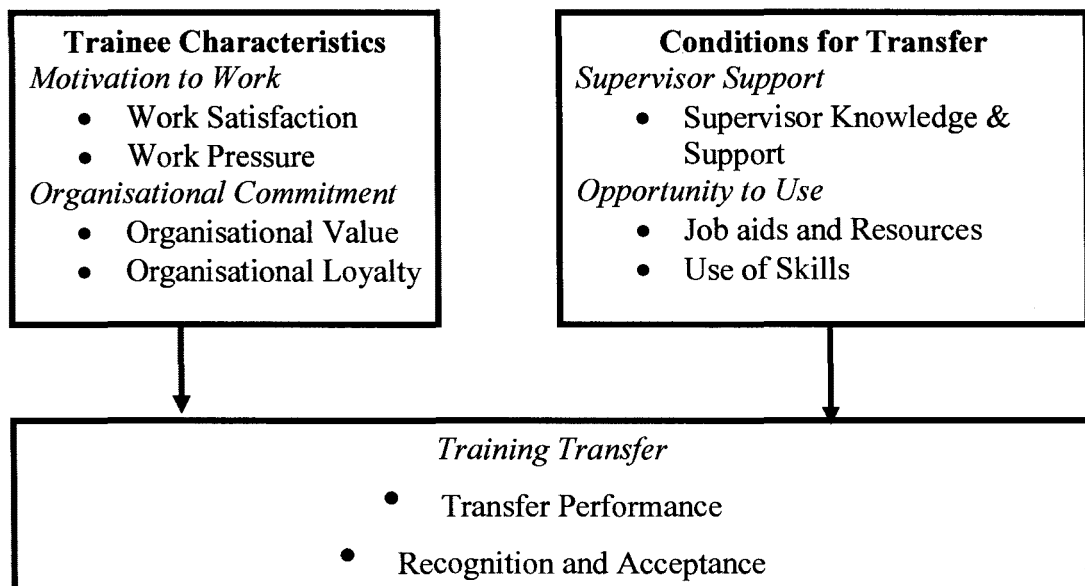 Trainee Characteristics
Motivation to Work
• Work Satisfaction
• Work Pressure
Organisational Commitment
• Organisational Value
• Organisational Loyalty
Conditions for Transfer
Supervisor Support
• Supervisor Knowledge &
Support
Opportunity to Use
• Job aids and Resources
• Use of Skills
Training Transfer
• Transfer Performance
• Recognition and Acceptance